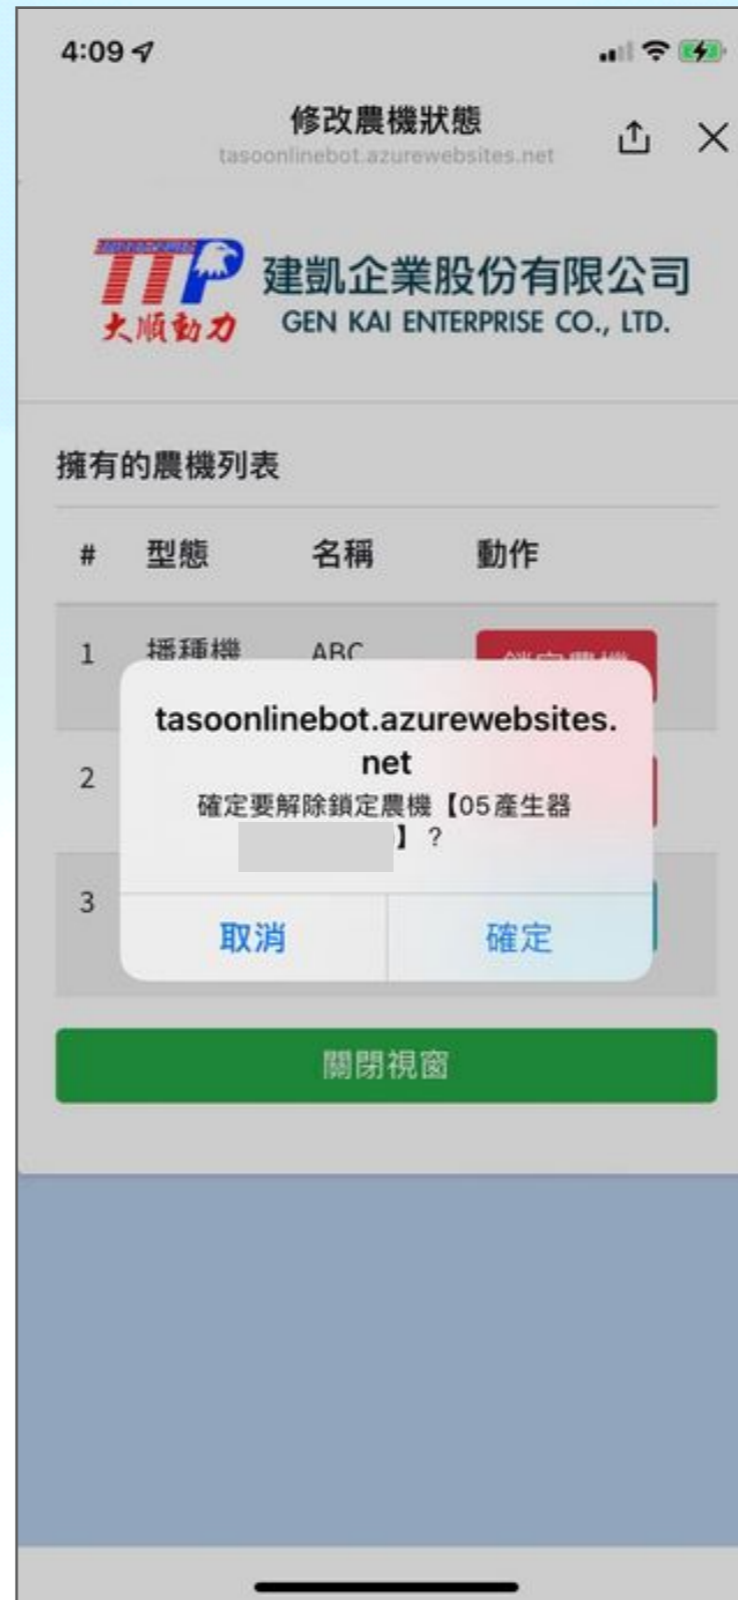 4:09
修改農機狀態
tasoonlinebot.azurewebsites.net
TTP
大順動力
建凱企業股份有限公司
GEN KAI ENTERPRISE CO., LTD.
擁有的農機列表
# 型態 名稱 動作
1 播種機 ABC 鎖定農機
2
3
tasoonlinebot.azurewebsites.
net
確定要解除鎖定農機【05產生器
】?
取消 確定
關閉視窗